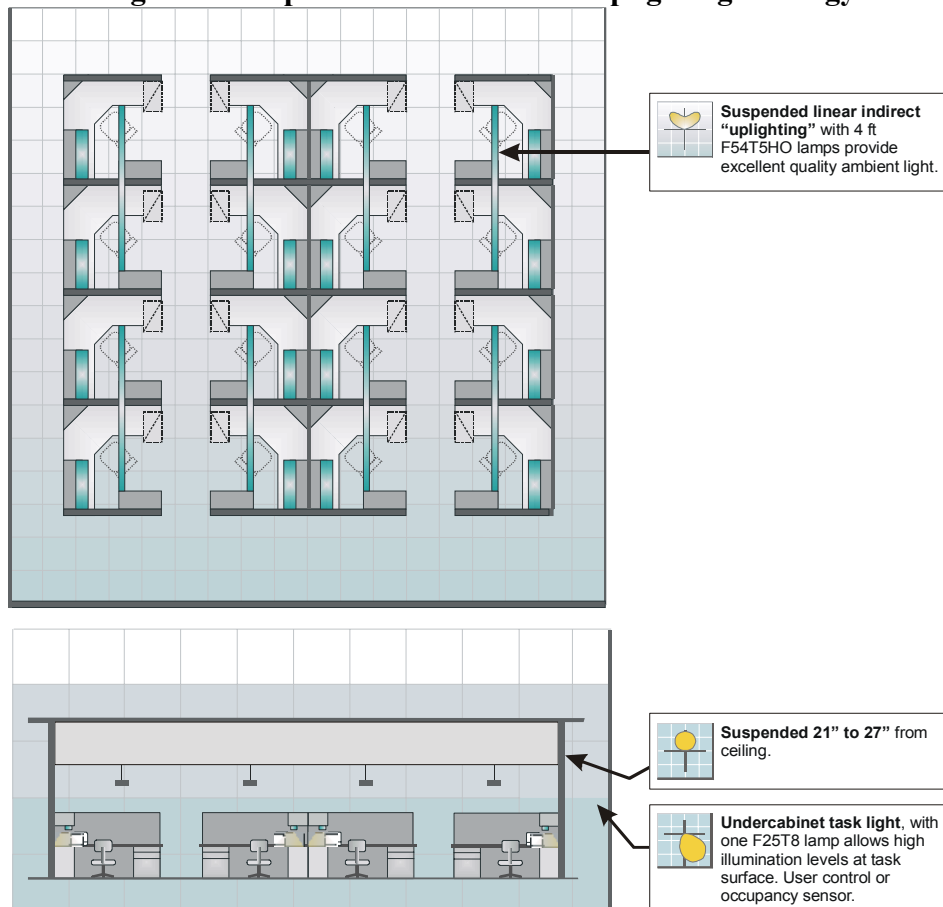 Suspended linear indirect
“uplighting” with 4 ft
F54T5HO lamps provide
excellent quality ambient light.
Suspended 21” to 27” from
ceiling.
Undercabinet task light, with
one F25T8 lamp allows high
illumination levels at task
surface. User control or
occupancy sensor.